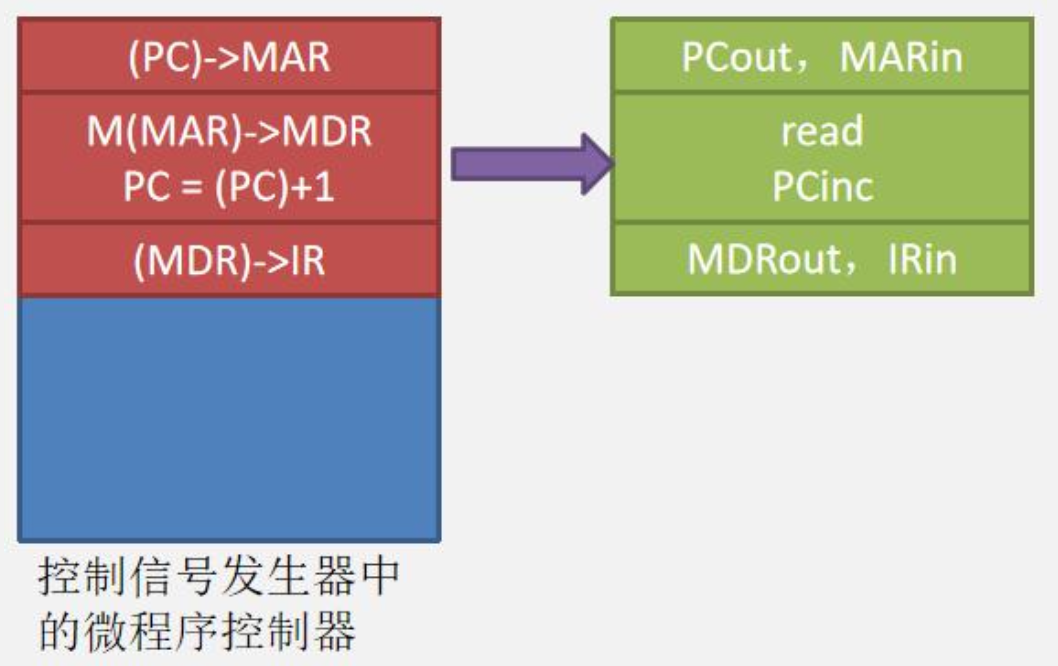 (PC)->MAR
M(MAR)->MDR
PC = (PC)+1
(MDR)->IR
PCout，MARin
read
PCinc
MDRout，IRin
控制信号发生器中
的微程序控制器